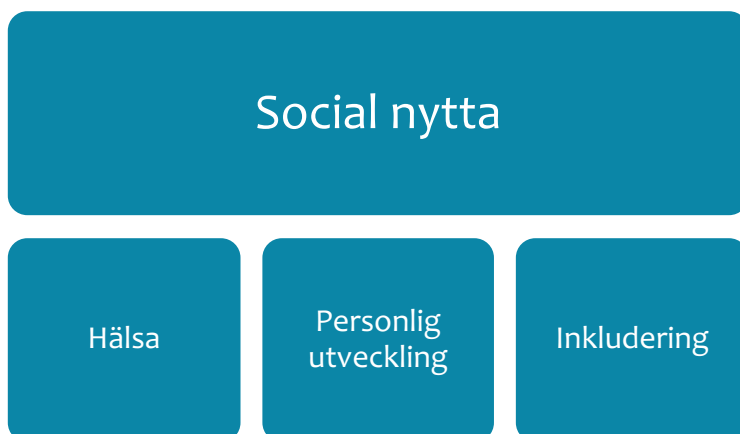 Social nytta
Hälsa
Personlig
utveckling
Inkludering